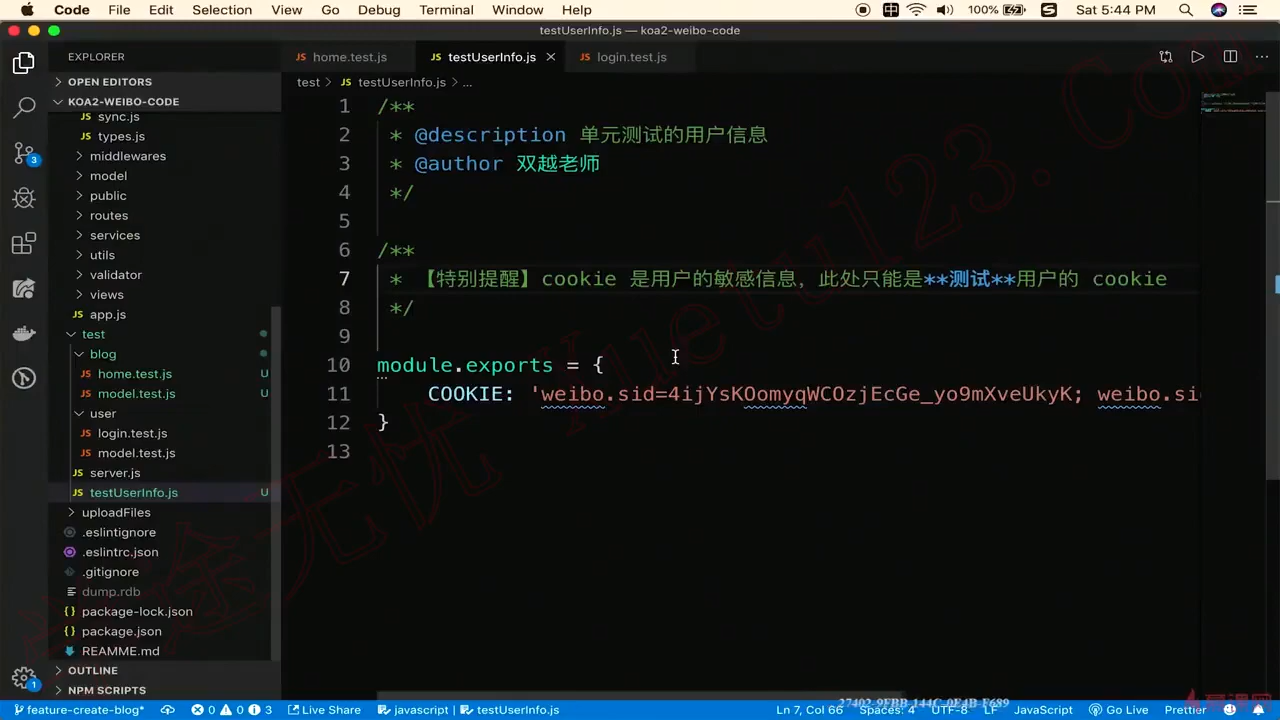 Code File Edit Selection View Go Debug Terminal Window Help 中 100% S Sat 5:44 PM
testUserInfo.js — koa2-weibo-code
EXPLORER
home.test.js
testUserInfo.js
login.test.js
OPEN EDITORS
test > JS testUserInfo.js > ...
KOA2-WEIBO-CODE
sync.js
types.js
middlewares
model
public
routes
services
utils
validator
views
app.js
test
blog
home.test.js U
model.test.js U
user
login.test.js
model.test.js
server.js
testUserInfo.js U
uploadFiles
.eslintignore
.eslintrc.json
.gitignore
dump.rdb
package-lock.json
package.json
REAMME.md
OUTLINE
NPM SCRIPTS
3
1
1 /**
2 * @description 单元测试的用户信息
3 * @author 双越老师
4 */
5
6 /**
7 * 【特别提醒】cookie 是用户的敏感信息，此处只能是**测试**用户的 cookie
8 */
9
10 module.exports = {
11 COOKIE: 'weibo.sid=4ijYsKOomyqWCOzjEcGe_yo9mXveUkyK; weibo.si
12 }
13
feature-create-blog* 0 0 3 Live Share javascript | testUserInfo.js Ln 7, Col 66 Spaces: 4 UTF-8 LF JavaScript Go Live Prettier